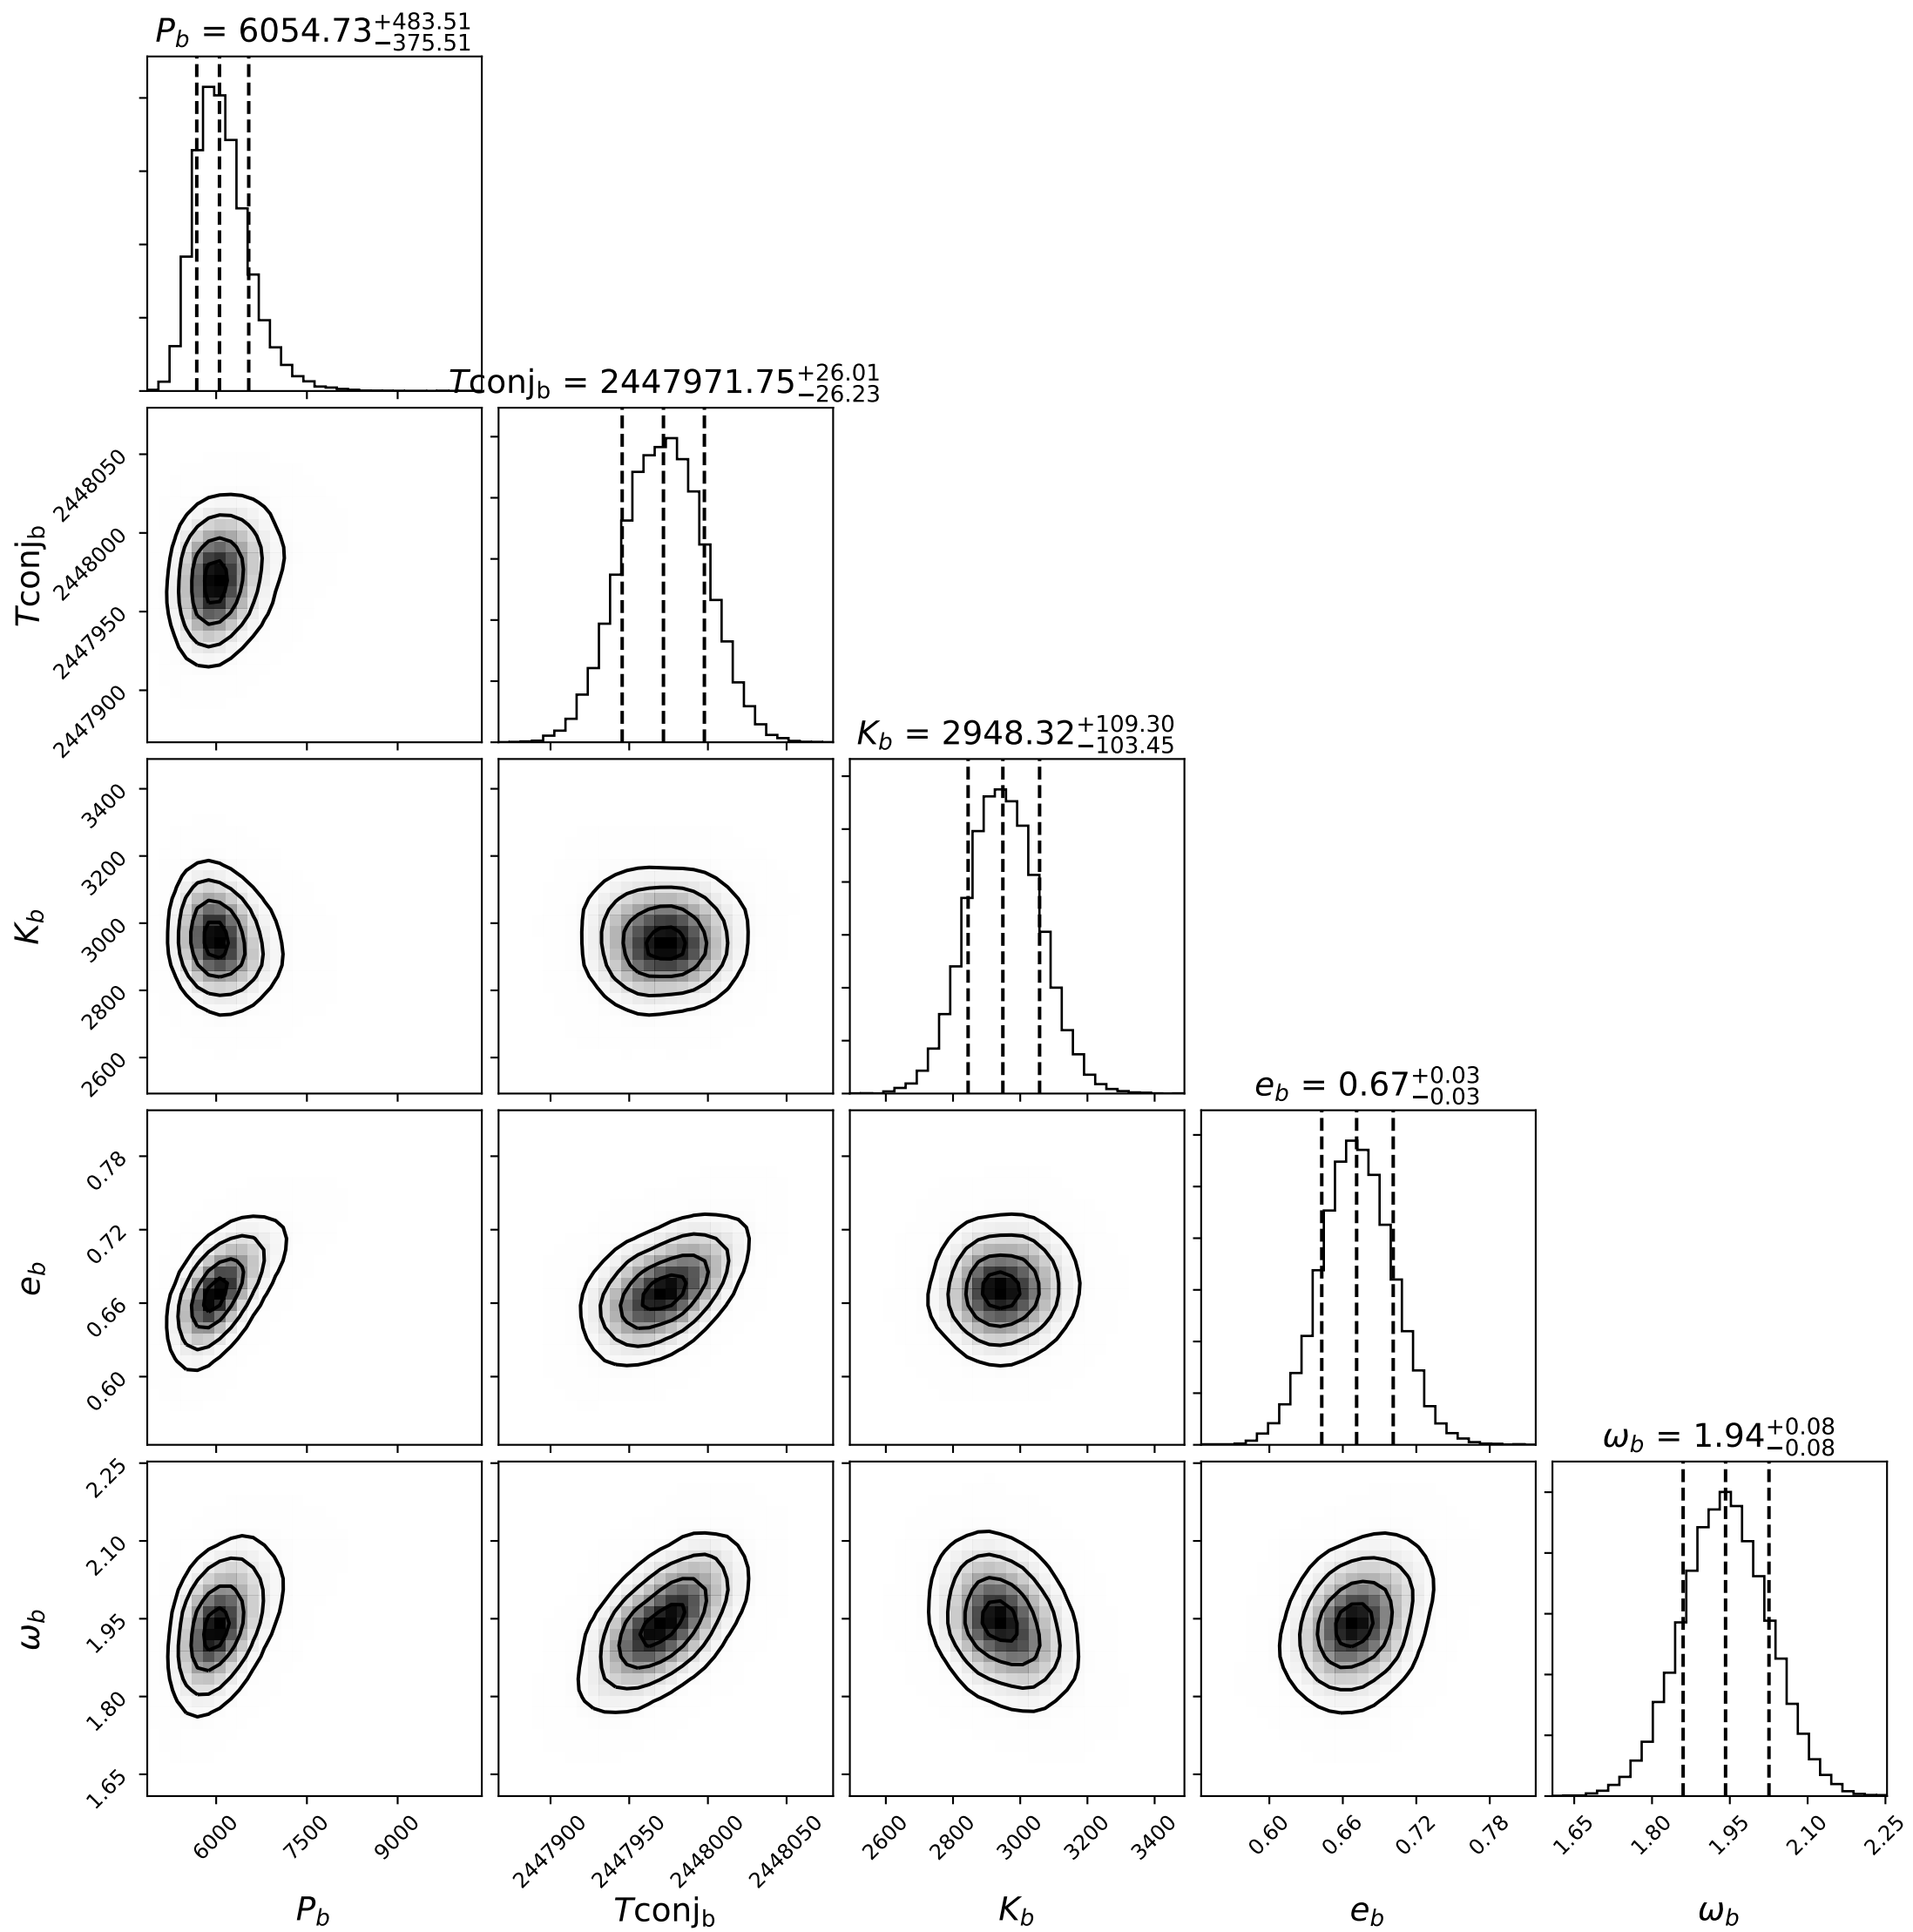 P_b = 6054.73^{+483.51}_{−375.51}
Tconj_b = 2447971.75^{+26.01}_{−26.23}
2448050
2448000
2447950
2447900
Tconj_b
K_b = 2948.32^{+109.30}_{−103.45}
3400
3200
3000
2800
2600
K_b
e_b = 0.67^{+0.03}_{−0.03}
0.78
0.72
0.66
0.60
e_b
ω_b = 1.94^{+0.08}_{−0.08}
2.25
2.10
1.95
1.80
1.65
ω_b
6000 7500 9000
2447900 2447950 2448000 2448050
2600 2800 3000 3200 3400
0.60 0.66 0.72 0.78
1.65 1.80 1.95 2.10 2.25
P_b Tconj_b K_b e_b ω_b